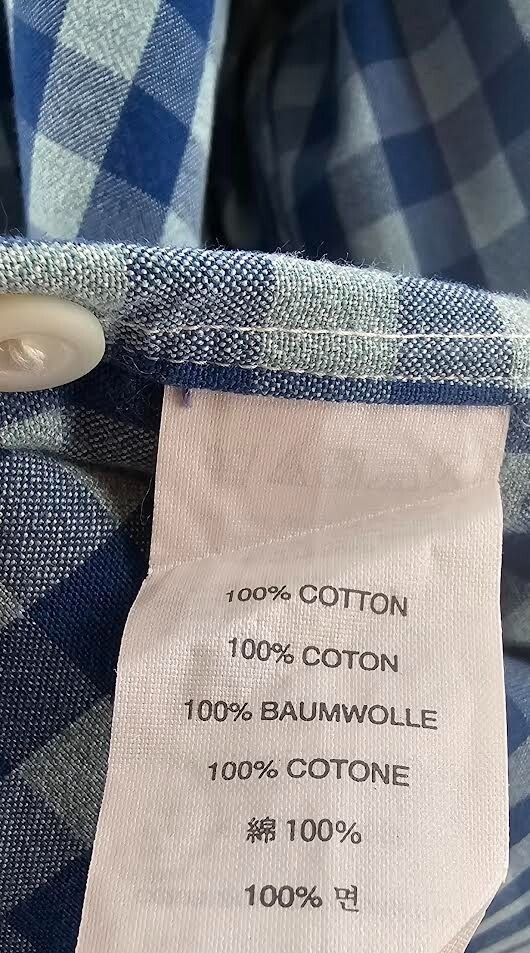 100% COTTON
100% COTON
100% BAUMWOLLE
100% COTONE
綿 100%
100% 면